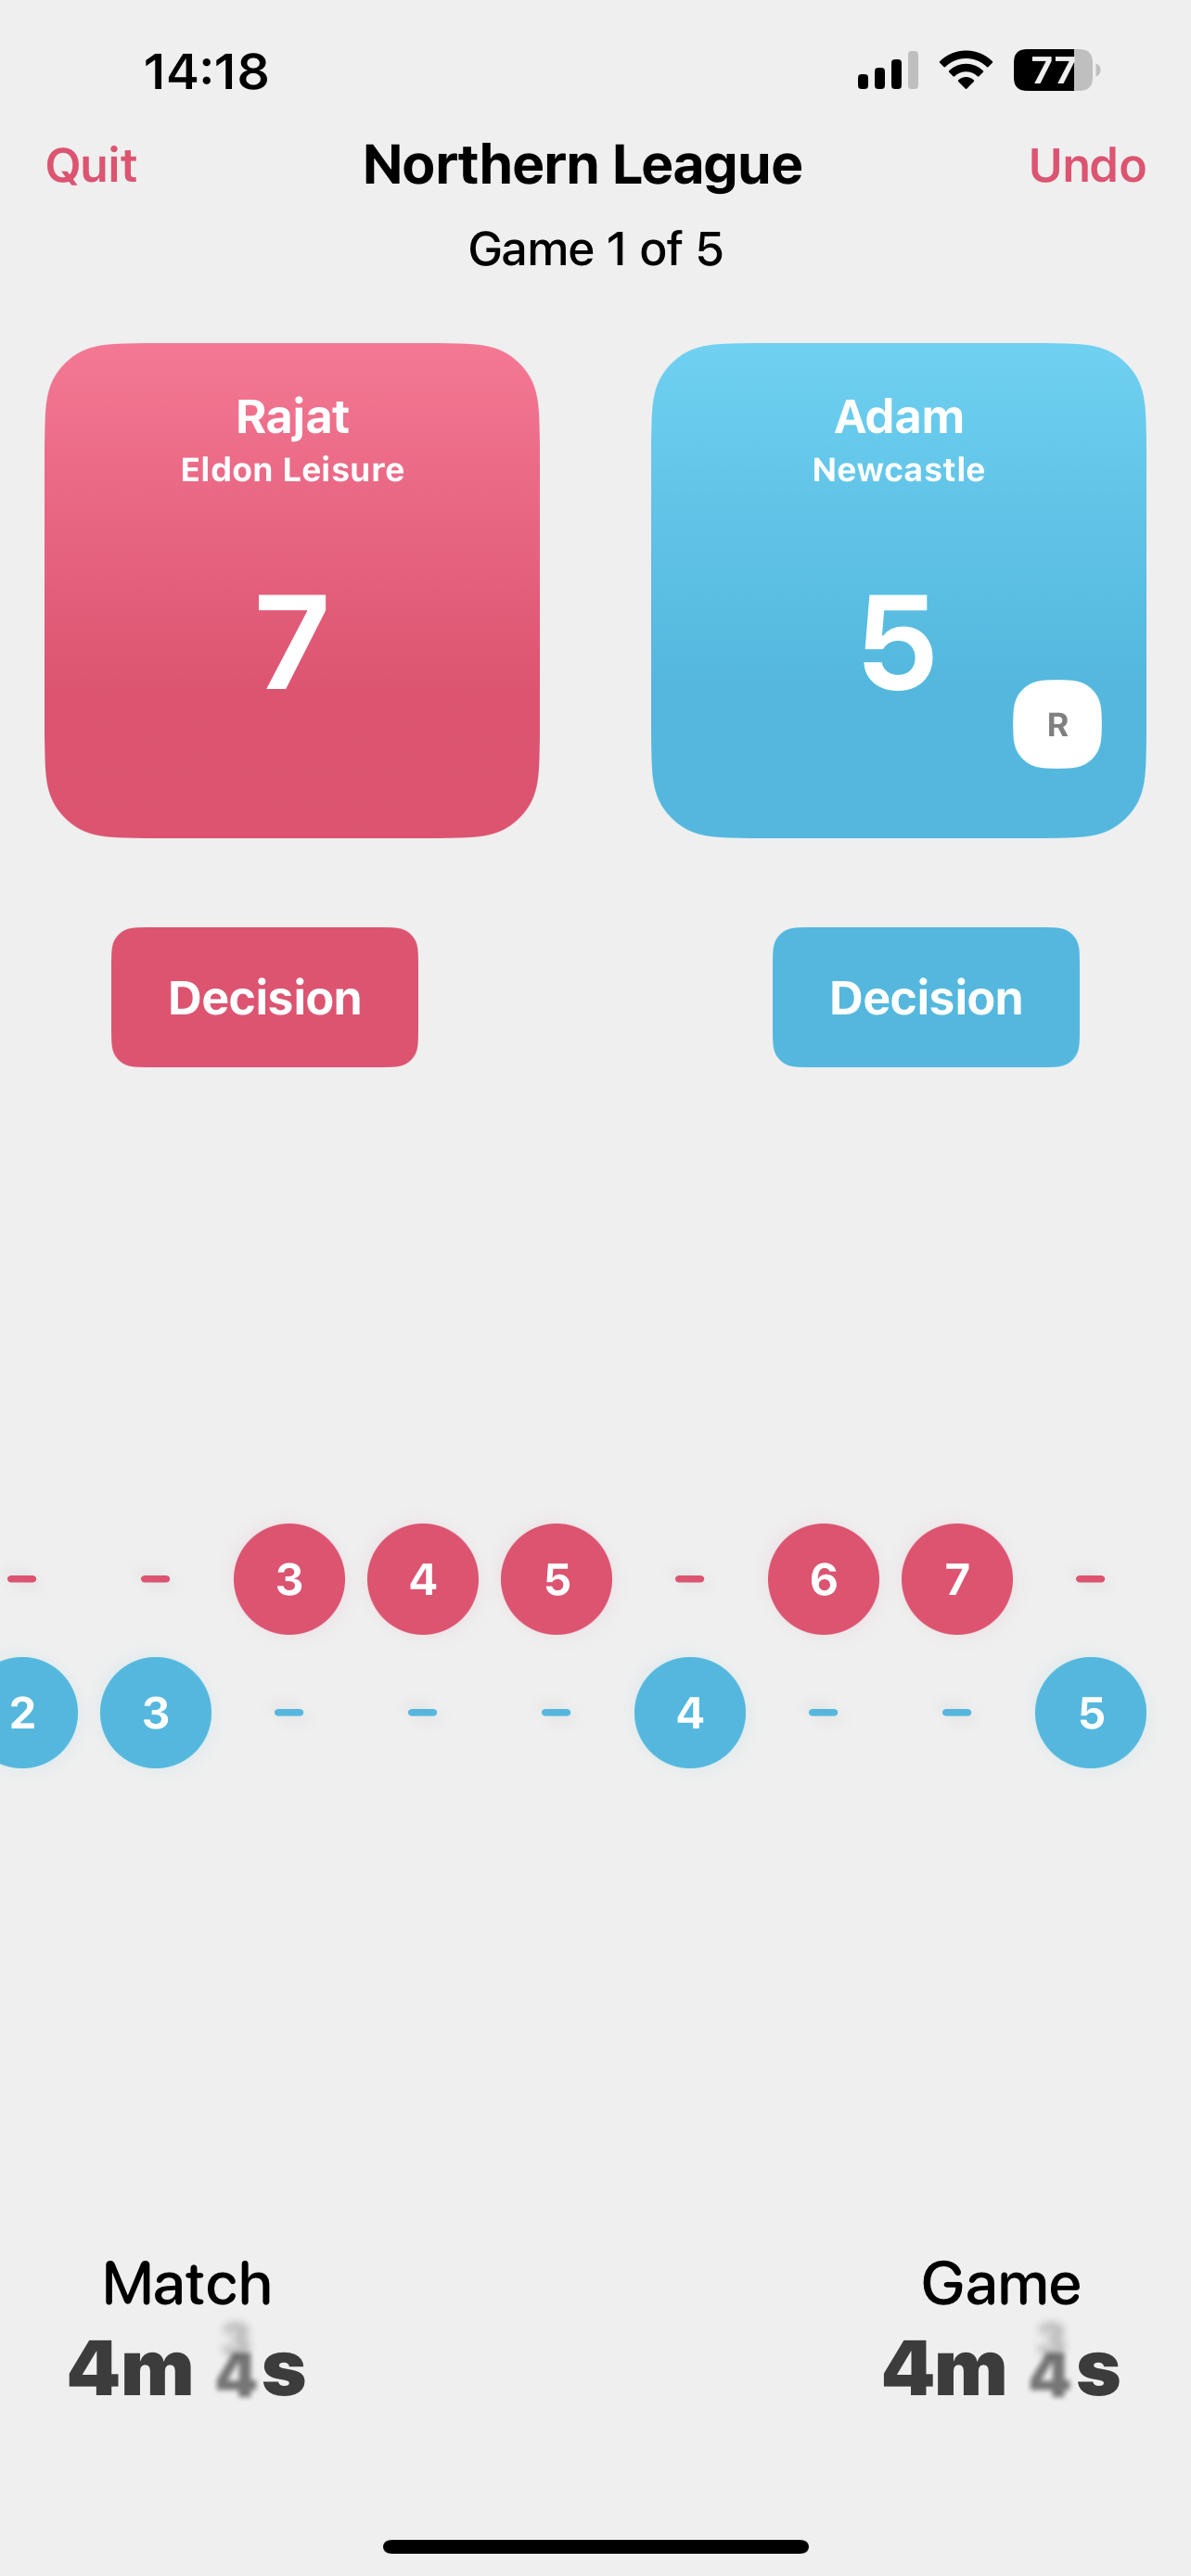 14:18 77
Quit Northern League Undo
Game 1 of 5
Rajat
Eldon Leisure
7
Adam
Newcastle
5
R
Decision Decision
- - 3 4 5 - 6 7 -
2 3 - - - 4 - - 5
Match Game
4m 4s 4m 4s